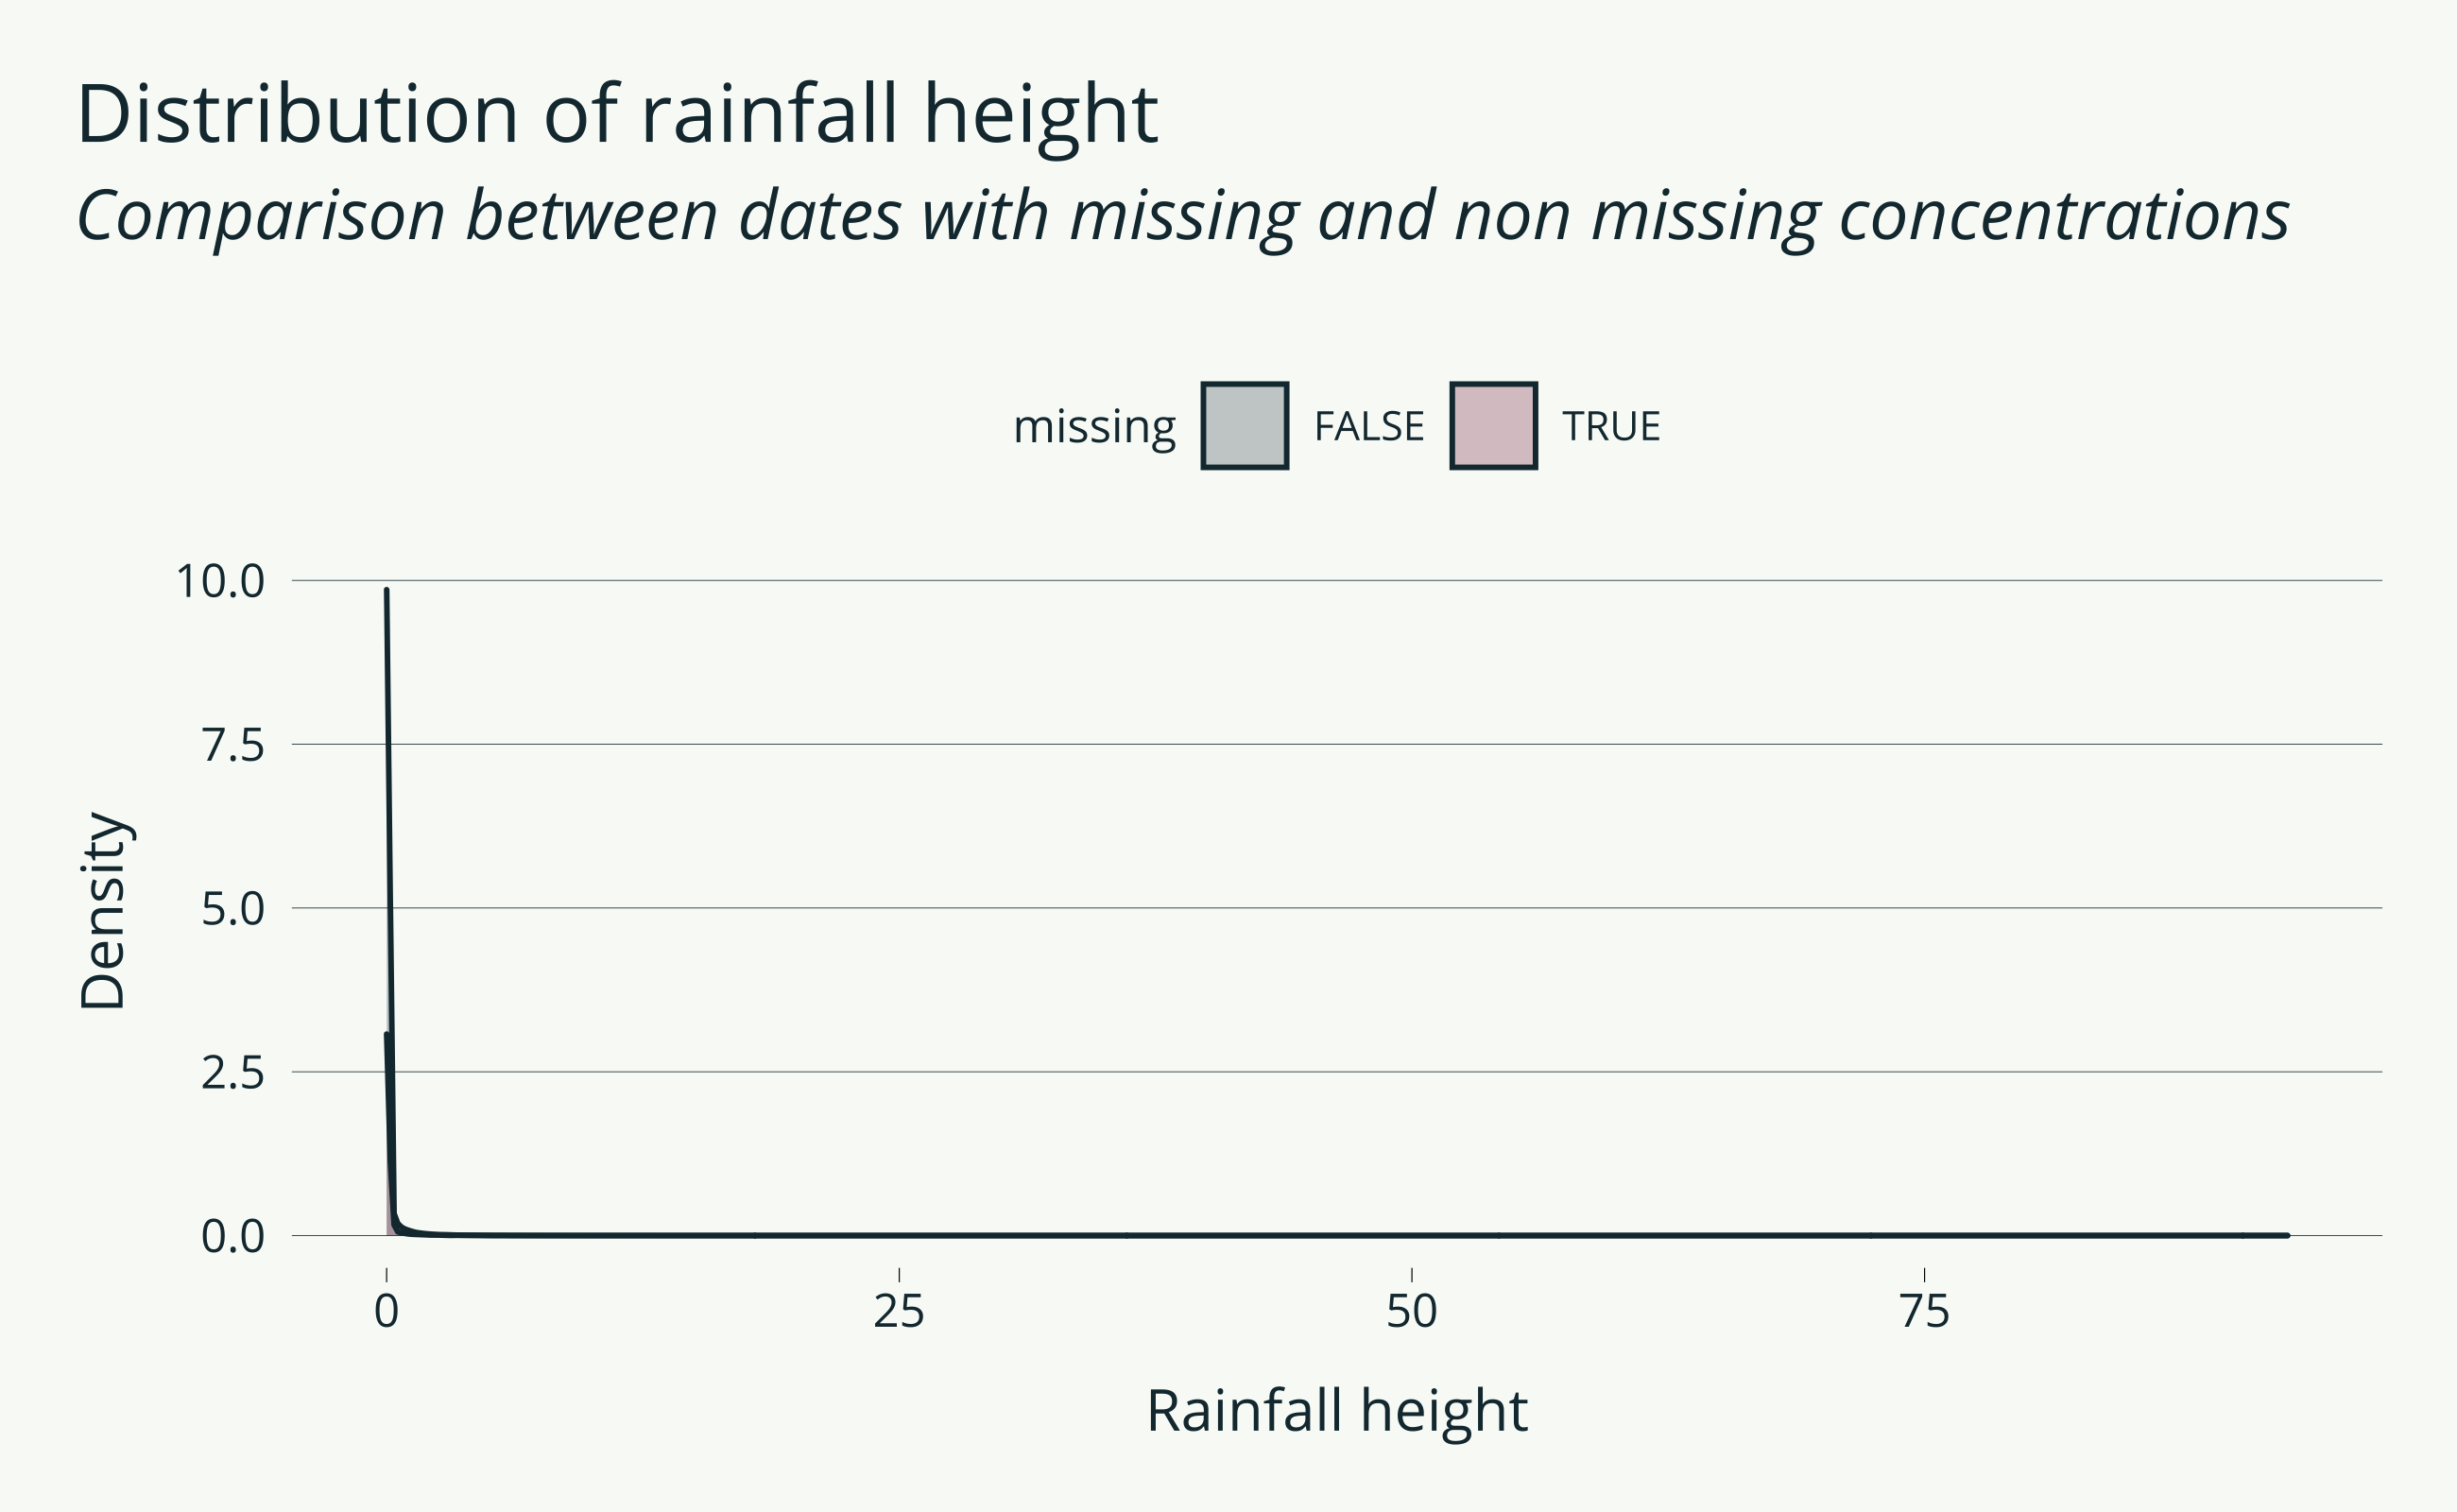 Distribution of rainfall height
Comparison between dates with missing and non missing concentrations
missing FALSE TRUE
10.0
7.5
5.0
2.5
0.0
Density
0 25 50 75
Rainfall height